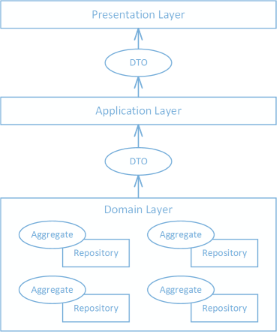 Presentation Layer
DTO
Application Layer
DTO
Domain Layer
Aggregate
Repository
Aggregate
Repository
Aggregate
Repository
Aggregate
Repository